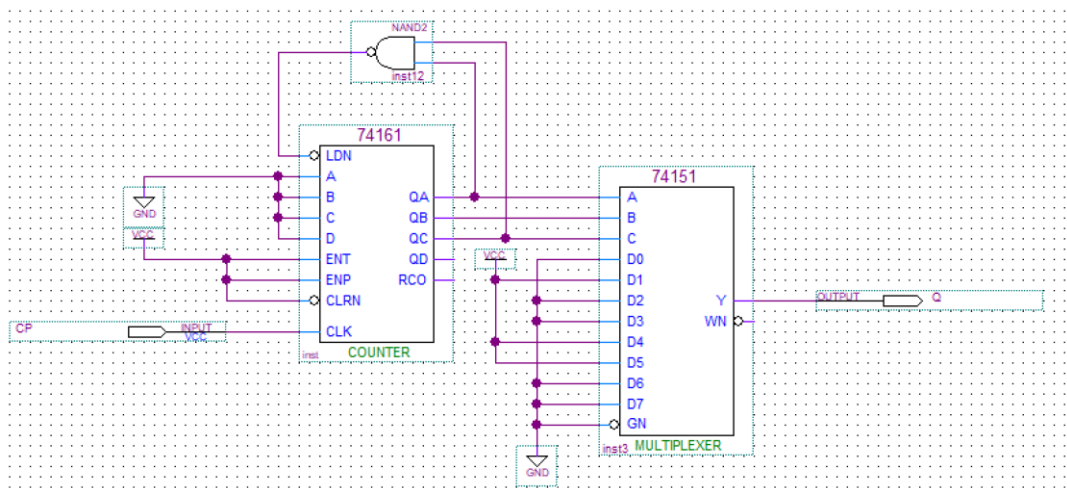 NAND2
inst12
74161
LDN
A
B
C
D
ENT
ENP
CLRN
CLK
QA
QB
QC
QD
RCO
inst
COUNTER
GND
VCC
CP
INPUT
VCC
VCC
74151
A
B
C
D0
D1
D2
D3
D4
D5
D6
D7
GN
Y
WN
inst3
MULTIPLEXER
GND
OUTPUT
Q